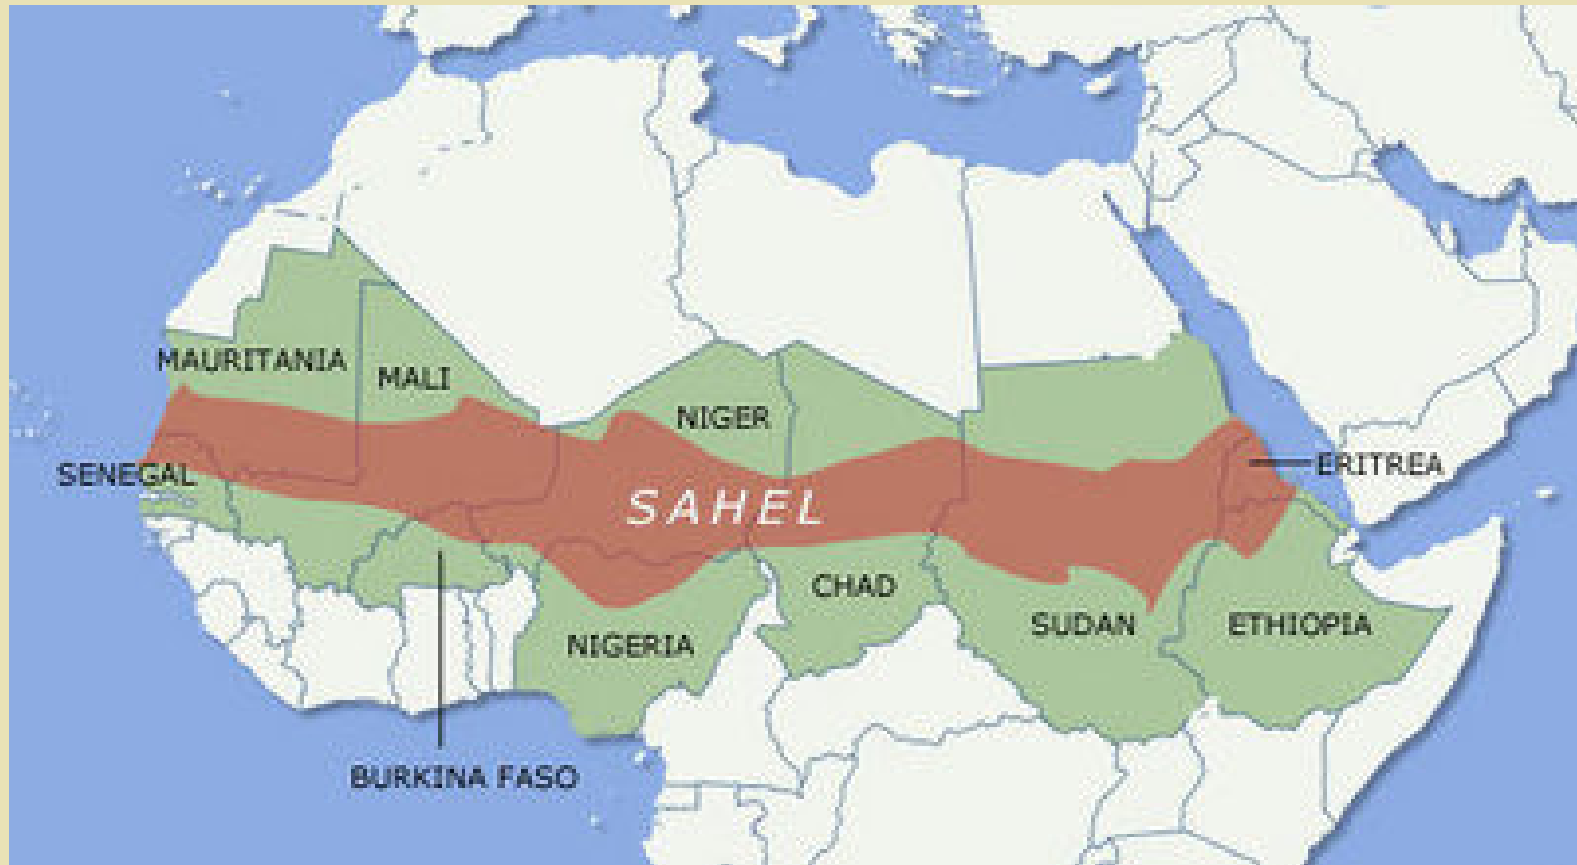 MAURITANIA
MALI
NIGER
SENEGAL
ERITREA
SAHEL
CHAD
SUDAN
ETHIOPIA
NIGERIA
BURKINA FASO